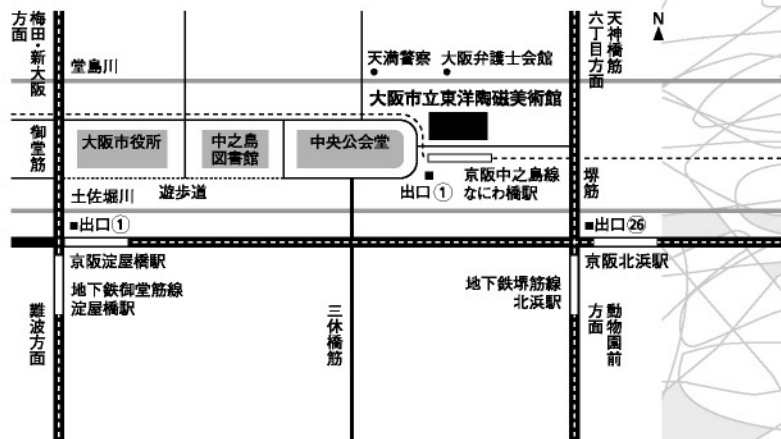 梅田・新大阪
方面
天神橋筋
六丁目方面
N
堂島川
天満警察
大阪弁護士会館
大阪市立東洋陶磁美術館
御堂筋
大阪市役所
中之島
図書館
中央公会堂
京阪中之島線
なにわ橋駅
出口①
堺筋
土佐堀川
遊歩道
■出口①
■出口㉖
京阪淀屋橋駅
京阪北浜駅
地下鉄御堂筋線
淀屋橋駅
地下鉄堺筋線
北浜駅
難波方面
三休橋筋
動物園前
方面